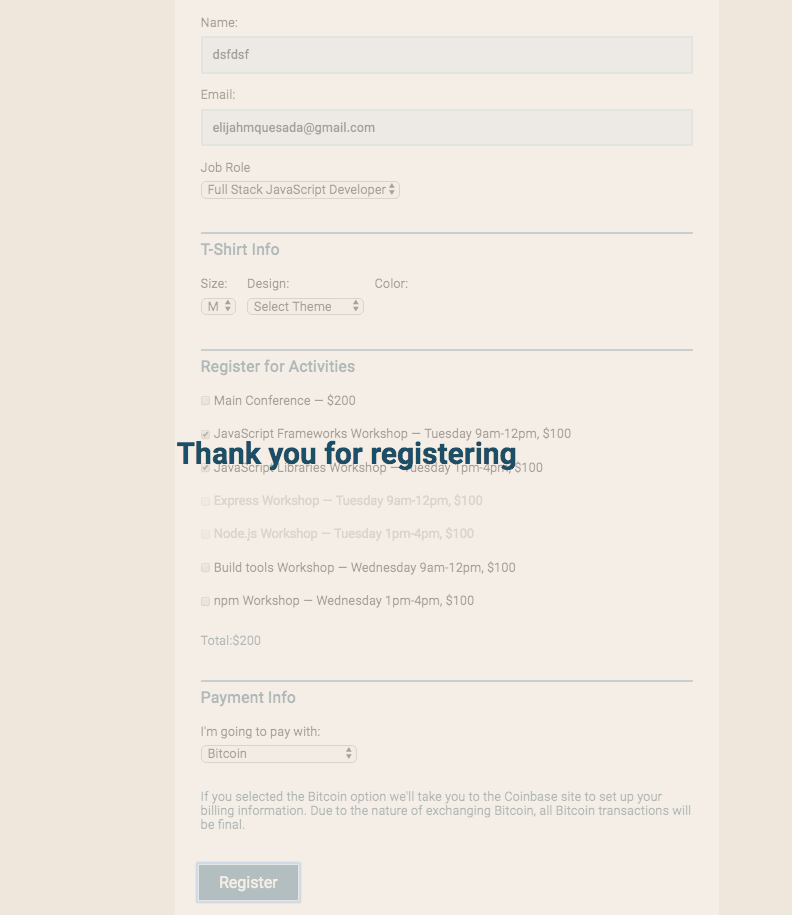 Name:
dsfdsf
Email:
elijahmquesada@gmail.com
Job Role
Full Stack JavaScript Developer
T-Shirt Info
Size: Design: Color:
M Select Theme
Register for Activities
Main Conference — $200
JavaScript Frameworks Workshop — Tuesday 9am-12pm, $100
Thank you for registering
JavaScript Libraries Workshop — Tuesday 1pm-4pm, $100
Express Workshop — Tuesday 9am-12pm, $100
Node.js Workshop — Tuesday 1pm-4pm, $100
Build tools Workshop — Wednesday 9am-12pm, $100
npm Workshop — Wednesday 1pm-4pm, $100
Total:$200
Payment Info
I'm going to pay with:
Bitcoin
If you selected the Bitcoin option we'll take you to the Coinbase site to set up your
billing information. Due to the nature of exchanging Bitcoin, all Bitcoin transactions will
be final.
Register